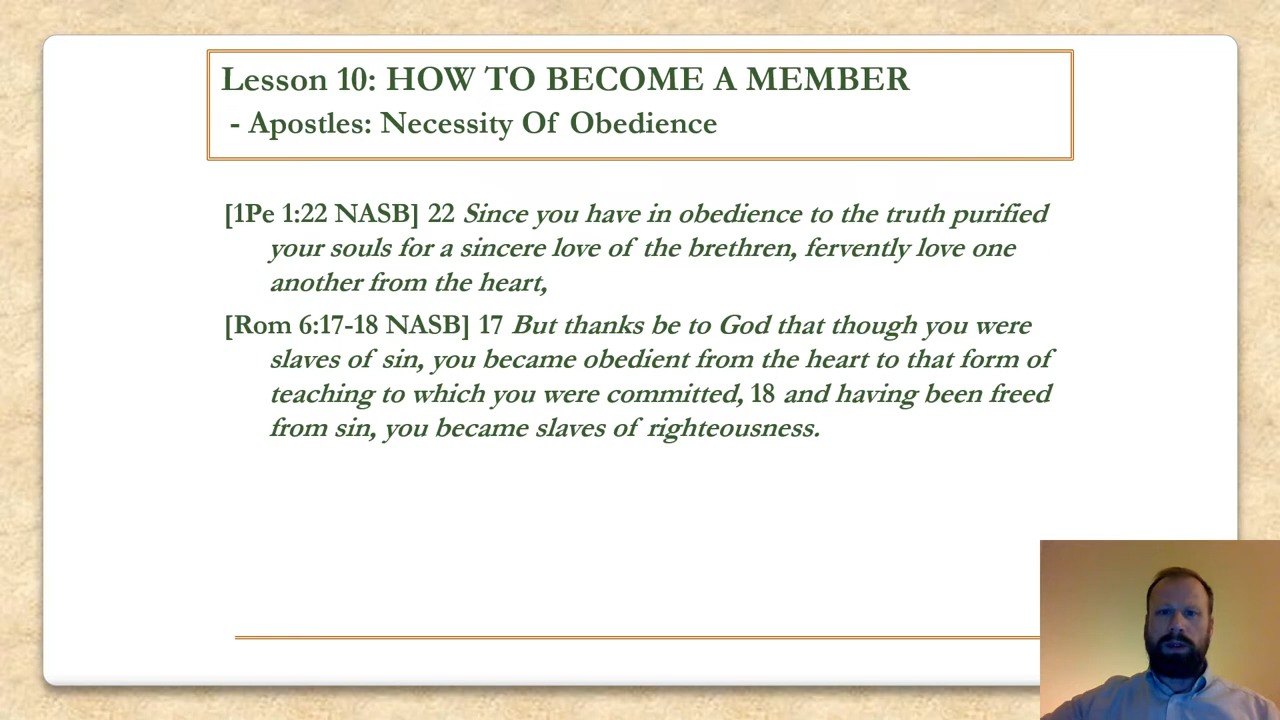 Lesson 10: HOW TO BECOME A MEMBER
- Apostles: Necessity Of Obedience
[1Pe 1:22 NASB] 22 Since you have in obedience to the truth purified
your souls for a sincere love of the brethren, fervently love one
another from the heart,
[Rom 6:17-18 NASB] 17 But thanks be to God that though you were
slaves of sin, you became obedient from the heart to that form of
teaching to which you were committed, 18 and having been freed
from sin, you became slaves of righteousness.